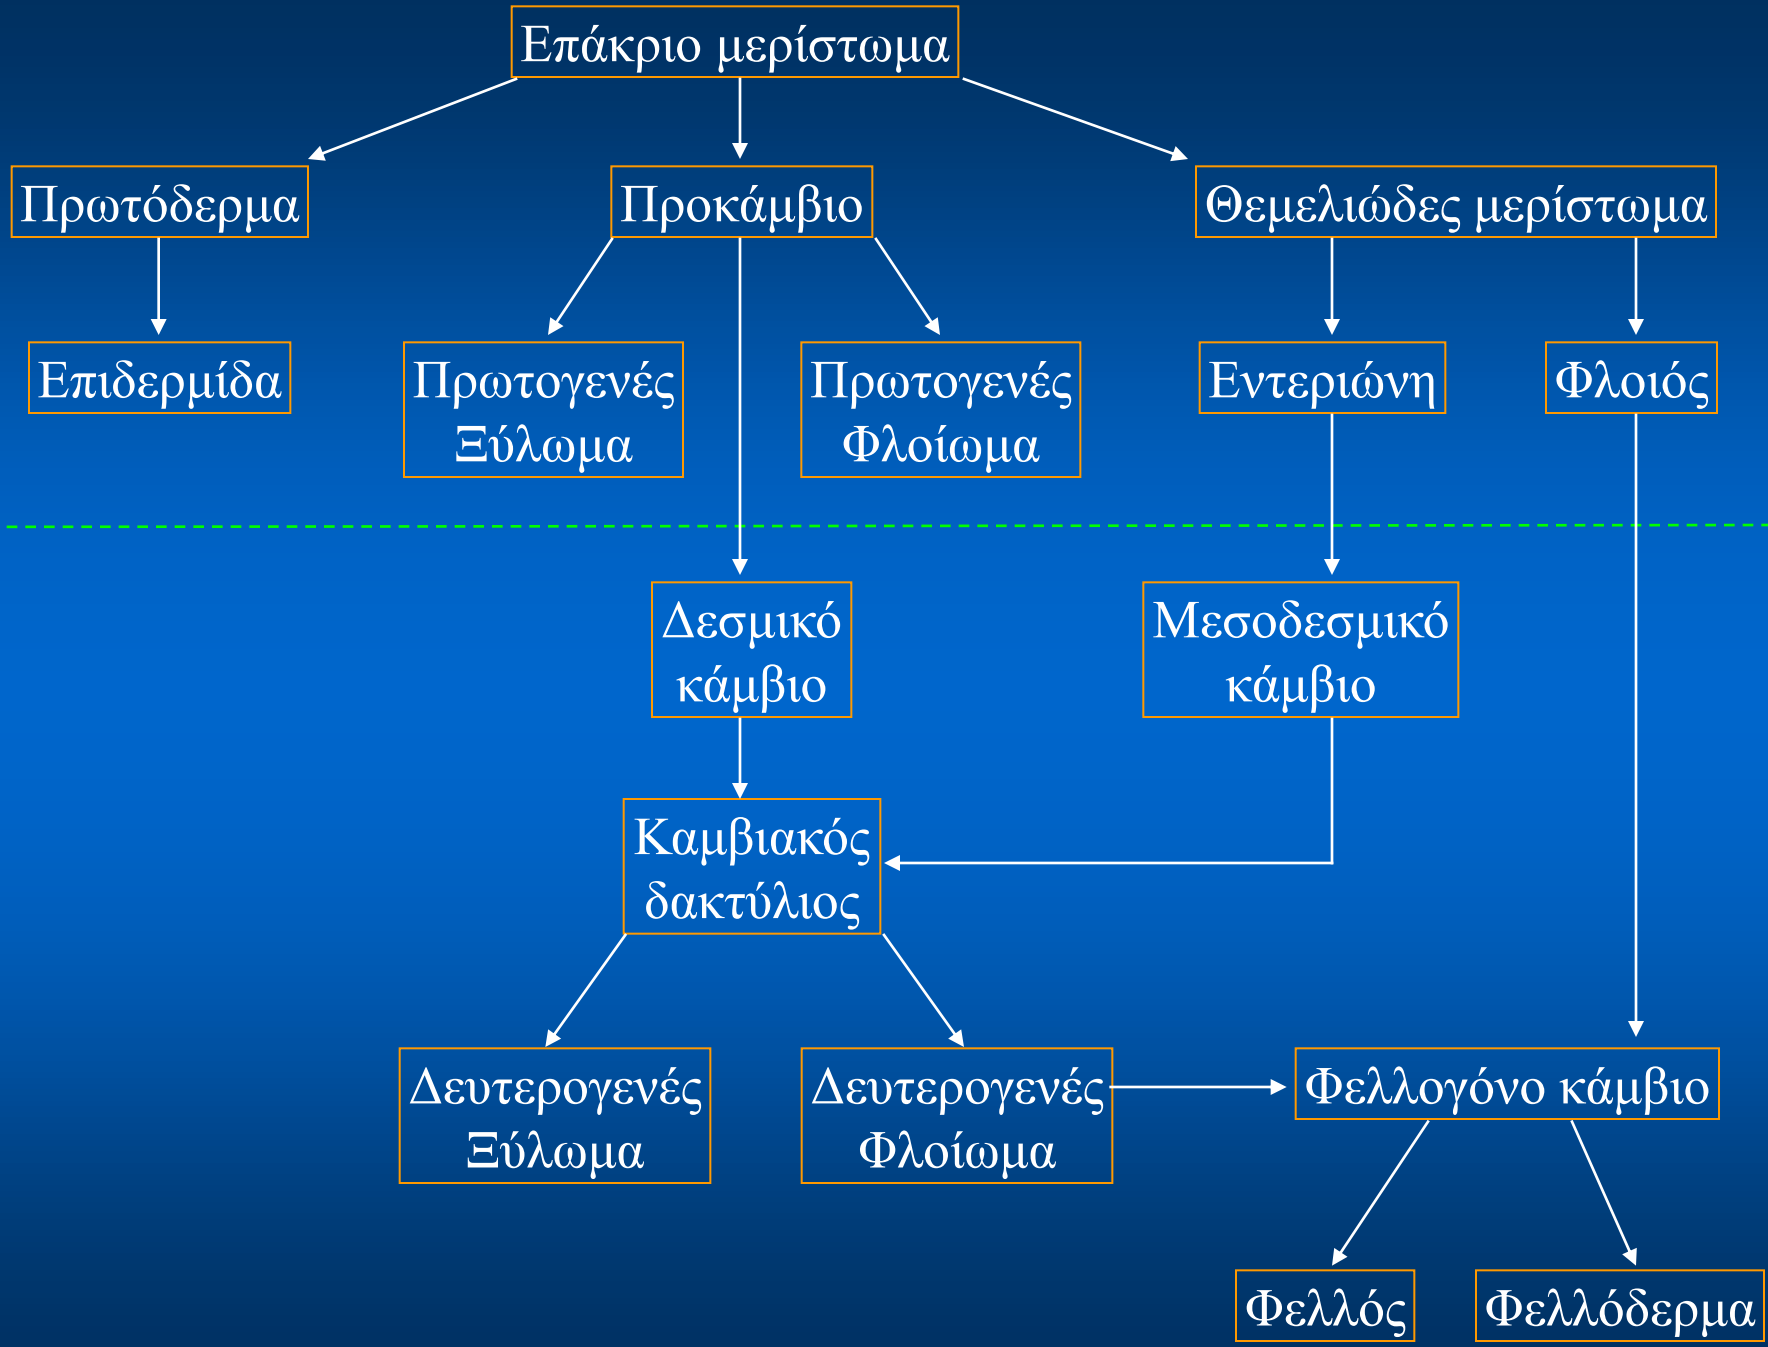 Επάκριο μερίστωμα
Πρωτόδερμα
Προκάμβιο
Θεμελιώδες μερίστωμα
Επιδερμίδα
Πρωτογενές
Ξύλωμα
Πρωτογενές
Φλοίωμα
Εντεριώνη
Φλοιός
Δεσμικό
κάμβιο
Μεσοδεσμικό
κάμβιο
Καμβιακός
δακτύλιος
Δευτερογενές
Ξύλωμα
Δευτερογενές
Φλοίωμα
Φελλογόνο κάμβιο
Φελλός
Φελλόδερμα